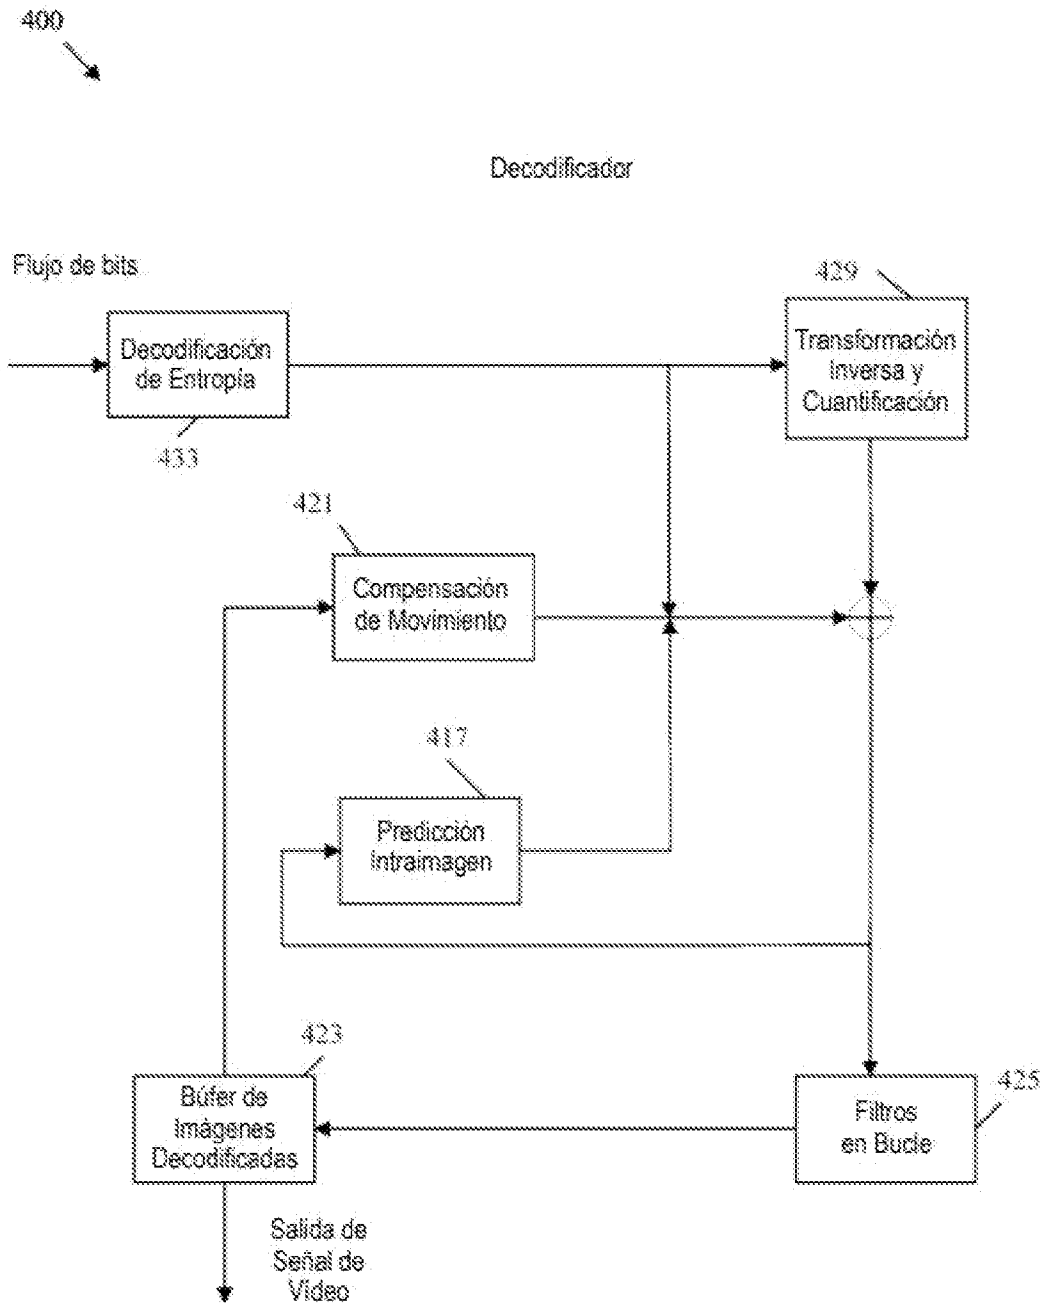 400
Decodificador
Flujo de bits
429
Decodificación
de Entropía
Transformación
Inversa y
Cuantificación
433
421
Compensación
de Movimiento
417
Predicción
Intraimagen
423
Búfer de
Imágenes
Decodificadas
425
Filtros
en Bucle
Salida de
Señal de
Vídeo